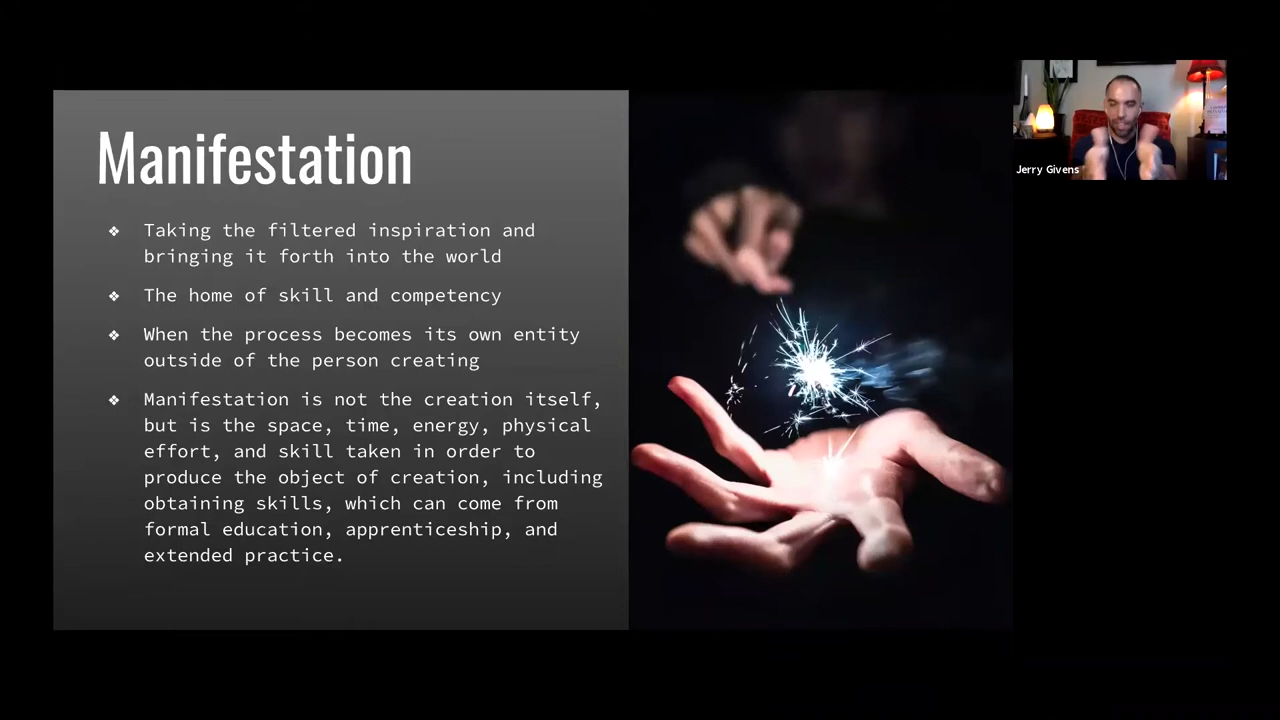 Manifestation
❖ Taking the filtered inspiration and
bringing it forth into the world
❖ The home of skill and competency
❖ When the process becomes its own entity
outside of the person creating
❖ Manifestation is not the creation itself,
but is the space, time, energy, physical
effort, and skill taken in order to
produce the object of creation, including
obtaining skills, which can come from
formal education, apprenticeship, and
extended practice.
Jerry Givens